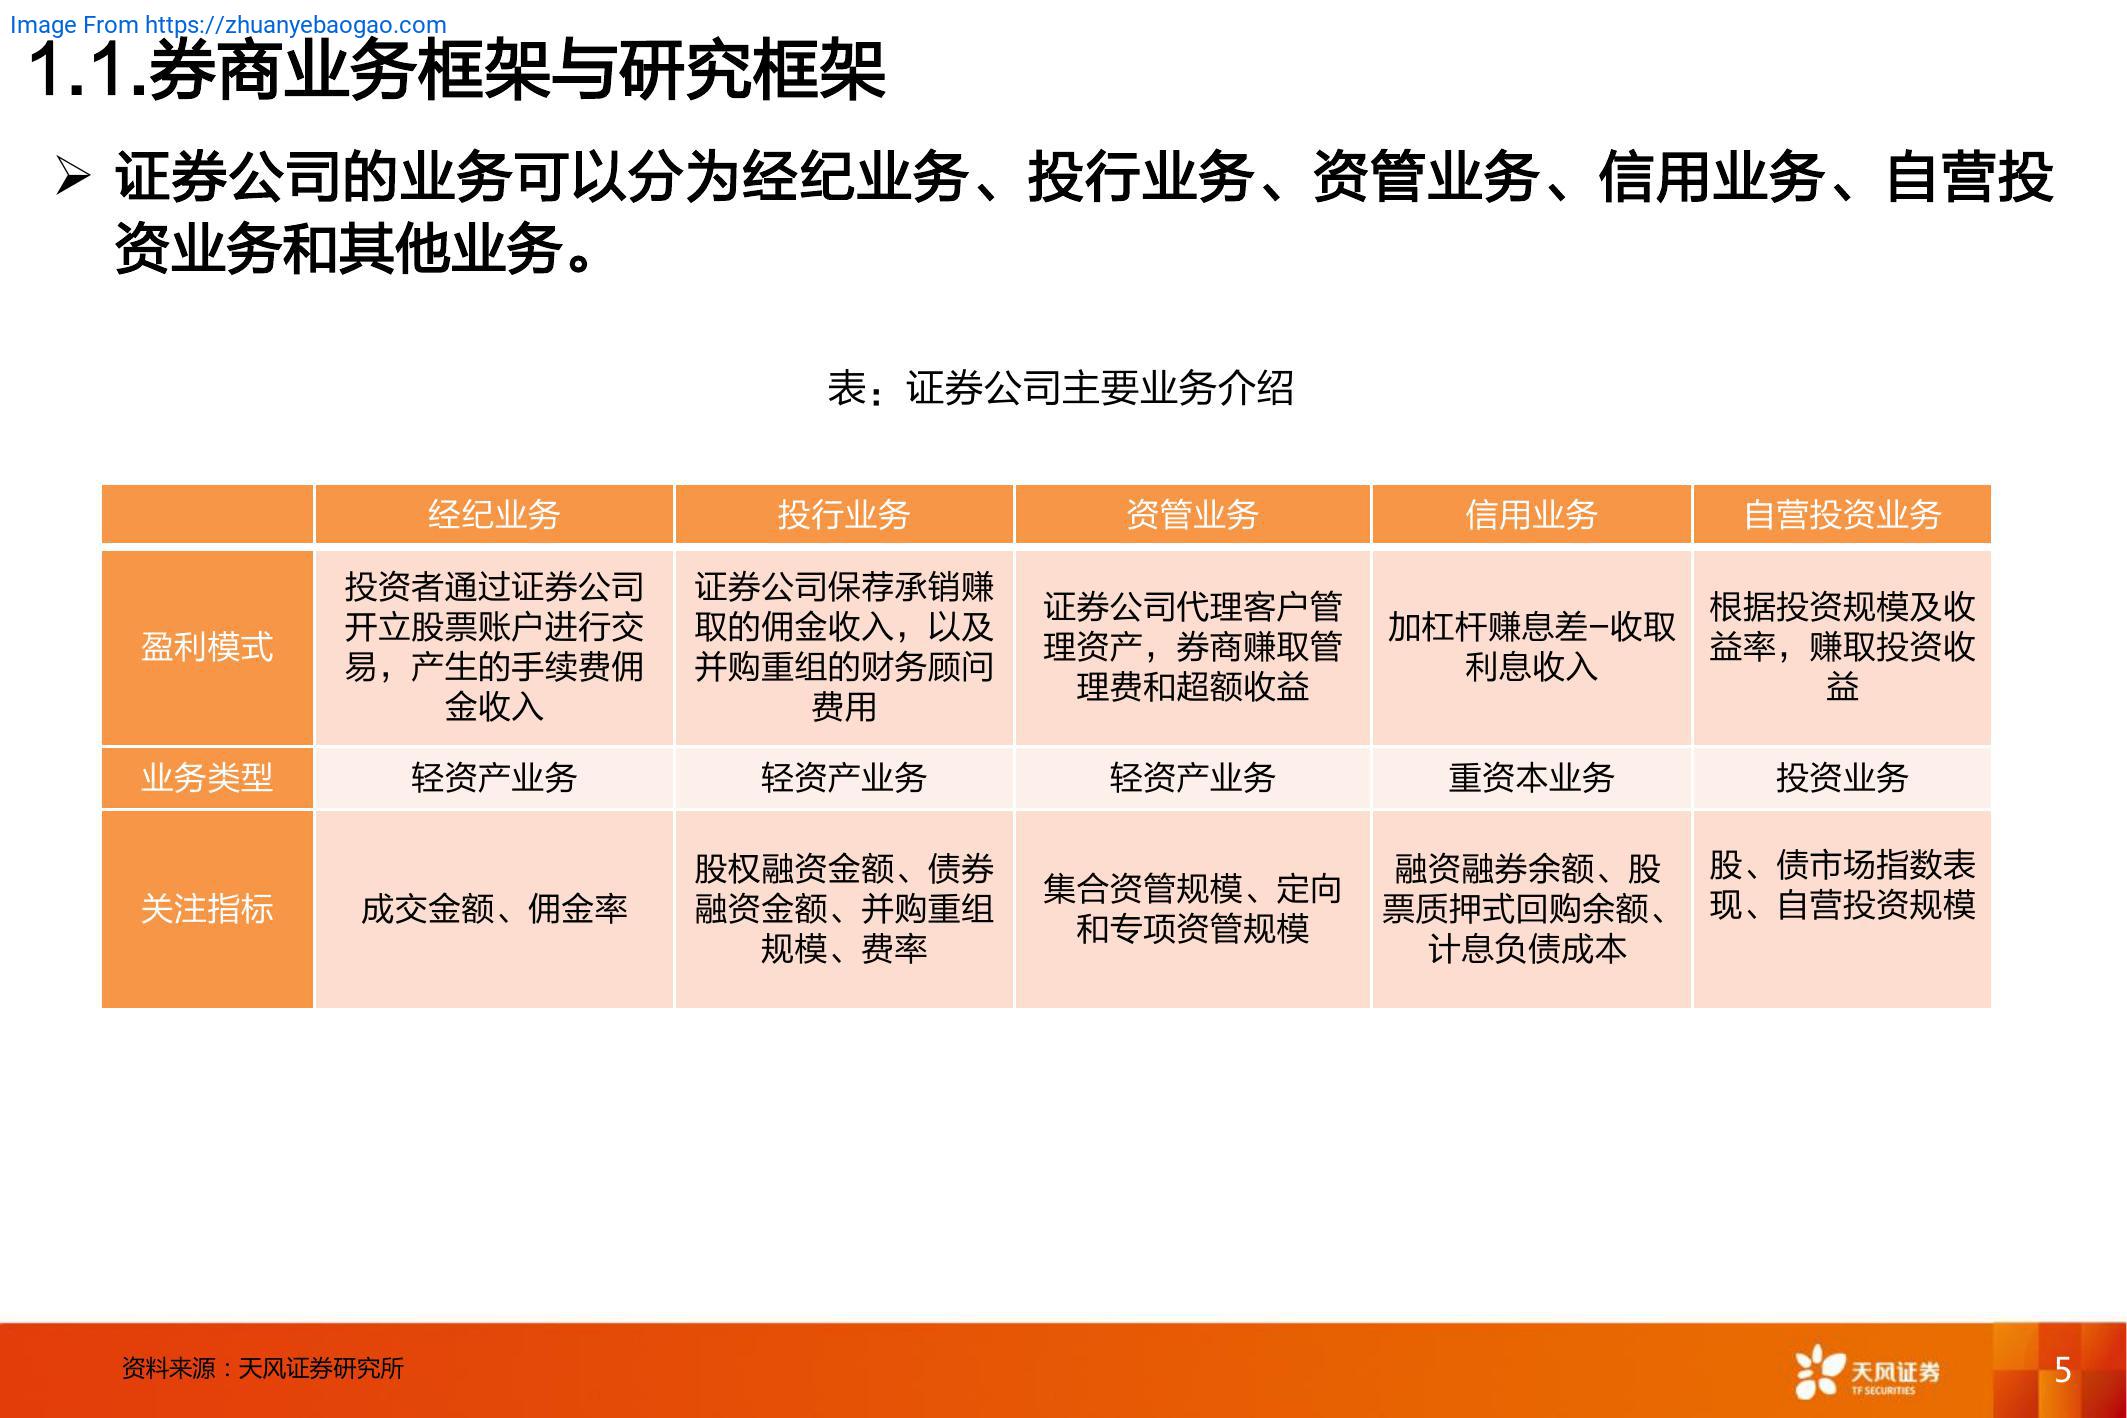 Image From https://zhuanyebaogao.com
1.1.券商业务框架与研究框架
➢ 证券公司的业务可以分为经纪业务、投行业务、资管业务、信用业务、自营投
资业务和其他业务。
表：证券公司主要业务介绍
经纪业务 投行业务 资管业务 信用业务 自营投资业务
盈利模式
投资者通过证券公司
开立股票账户进行交
易，产生的手续费佣
金收入
证券公司保荐承销赚
取的佣金收入，以及
并购重组的财务顾问
费用
证券公司代理客户管
理资产，券商赚取管
理费和超额收益
加杠杆赚息差-收取
利息收入
根据投资规模及收
益率，赚取投资收
益
业务类型 轻资产业务 轻资产业务 轻资产业务 重资本业务 投资业务
关注指标
成交金额、佣金率
股权融资金额、债券
融资金额、并购重组
规模、费率
集合资管规模、定向
和专项资管规模
融资融券余额、股
票质押式回购余额、
计息负债成本
股、债市场指数表
现、自营投资规模
资料来源：天风证券研究所
天风证券
TF SECURITIES
5